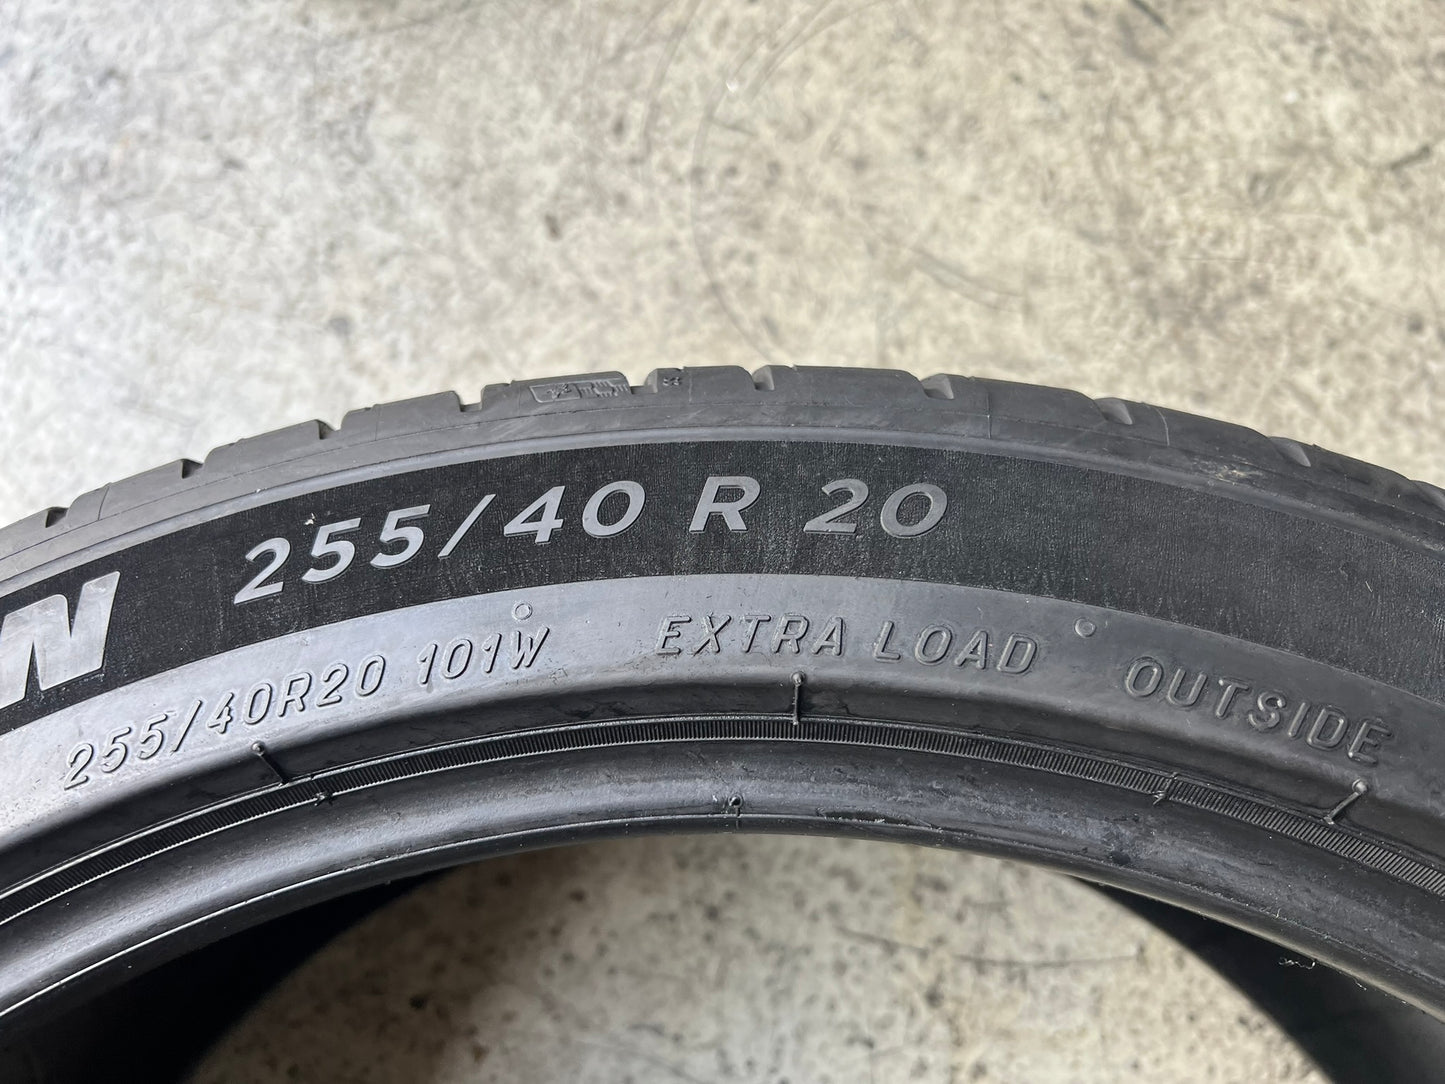 N 255/40 R 20
255/40R20 101W EXTRA LOAD OUTSIDE